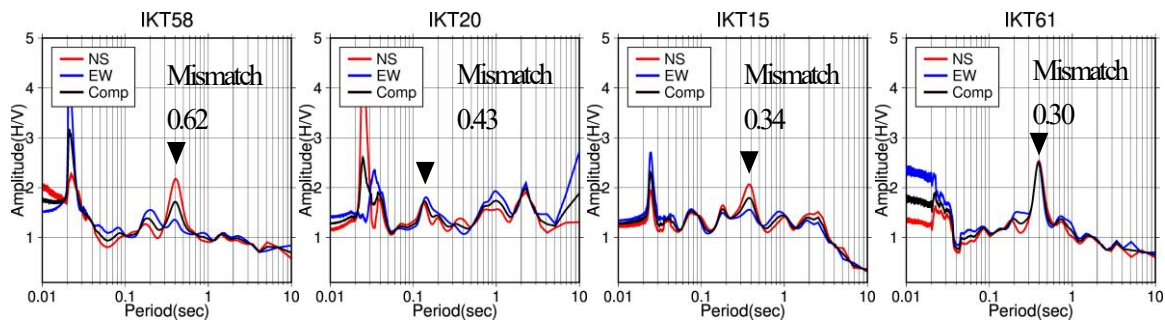 IKT58
5
4
3
2
1
Amplitude(H/V)
NS
EW
Comp
Mismatch
0.62
0.01
0.1
1
10
Period(sec)
IKT20
5
4
3
2
1
Amplitude(H/V)
NS
EW
Comp
Mismatch
0.43
0.01
0.1
1
10
Period(sec)
IKT15
5
4
3
2
1
Amplitude(H/V)
NS
EW
Comp
Mismatch
0.34
0.01
0.1
1
10
Period(sec)
IKT61
5
4
3
2
1
Amplitude(H/V)
NS
EW
Comp
Mismatch
0.30
0.01
0.1
1
10
Period(sec)